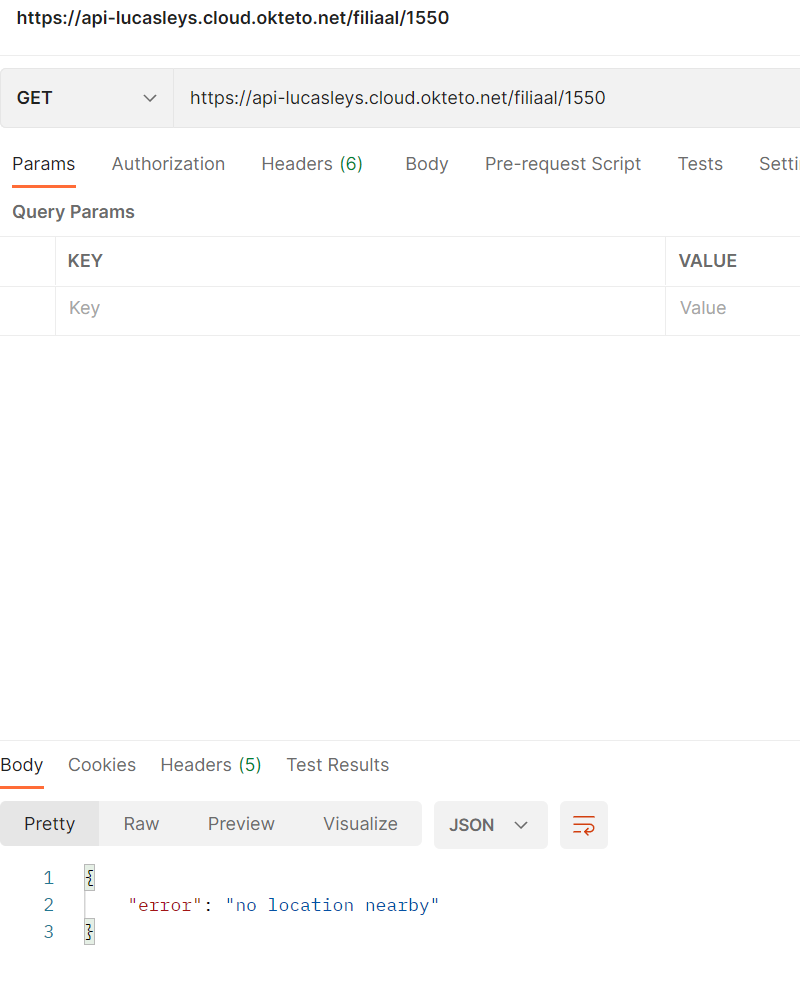 https://api-lucasleys.cloud.okteto.net/filiaal/1550
GET https://api-lucasleys.cloud.okteto.net/filiaal/1550
Params Authorization Headers (6) Body Pre-request Script Tests Setti
Query Params
KEY VALUE
Key Value
Body Cookies Headers (5) Test Results
Pretty Raw Preview Visualize JSON
1 {
2 "error": "no location nearby"
3 }